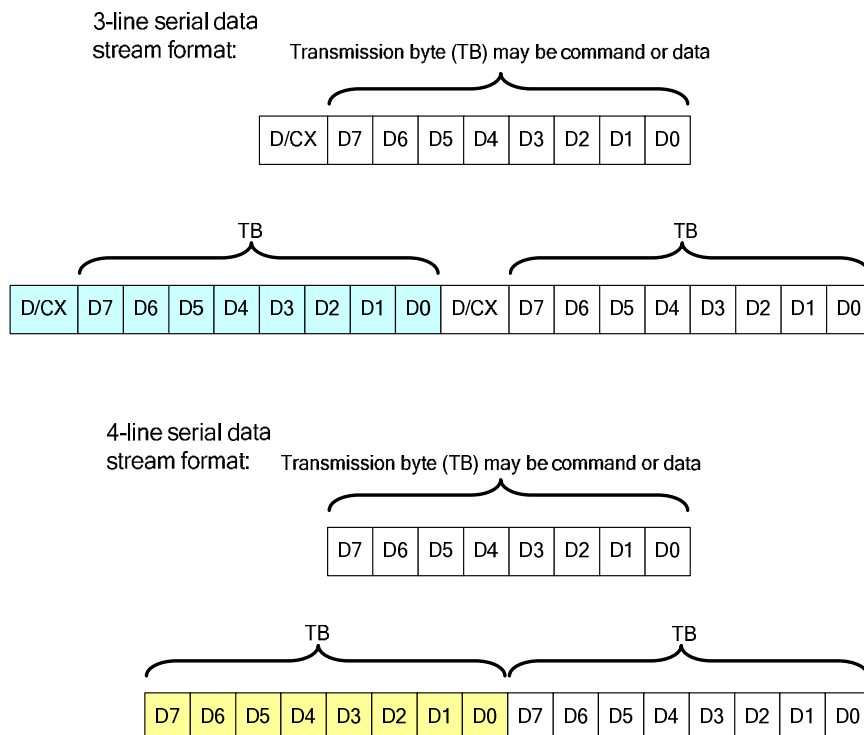 3-line serial data
stream format: Transmission byte (TB) may be command or data
D/CX D7 D6 D5 D4 D3 D2 D1 D0
TB TB
D/CX D7 D6 D5 D4 D3 D2 D1 D0 D/CX D7 D6 D5 D4 D3 D2 D1 D0
4-line serial data
stream format: Transmission byte (TB) may be command or data
D7 D6 D5 D4 D3 D2 D1 D0
TB TB
D7 D6 D5 D4 D3 D2 D1 D0 D7 D6 D5 D4 D3 D2 D1 D0